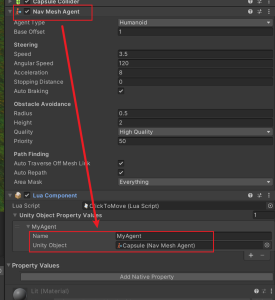 Capsule Collider
Nav Mesh Agent
Agent Type Humanoid
Base Offset 1
Steering
Speed 3.5
Angular Speed 120
Acceleration 8
Stopping Distance 0
Auto Braking
Obstacle Avoidance
Radius 0.5
Height 2
Quality High Quality
Priority 50
Path Finding
Auto Traverse Off Mesh Link
Auto Repath
Area Mask Everything
Lua Component
Lua Script ClickToMove (Lua Script)
Unity Object Property Values 1
MyAgent
Name MyAgent
Unity Object Capsule (Nav Mesh Agent)
+ −
Property Values
Add Native Property
Lit (Material)